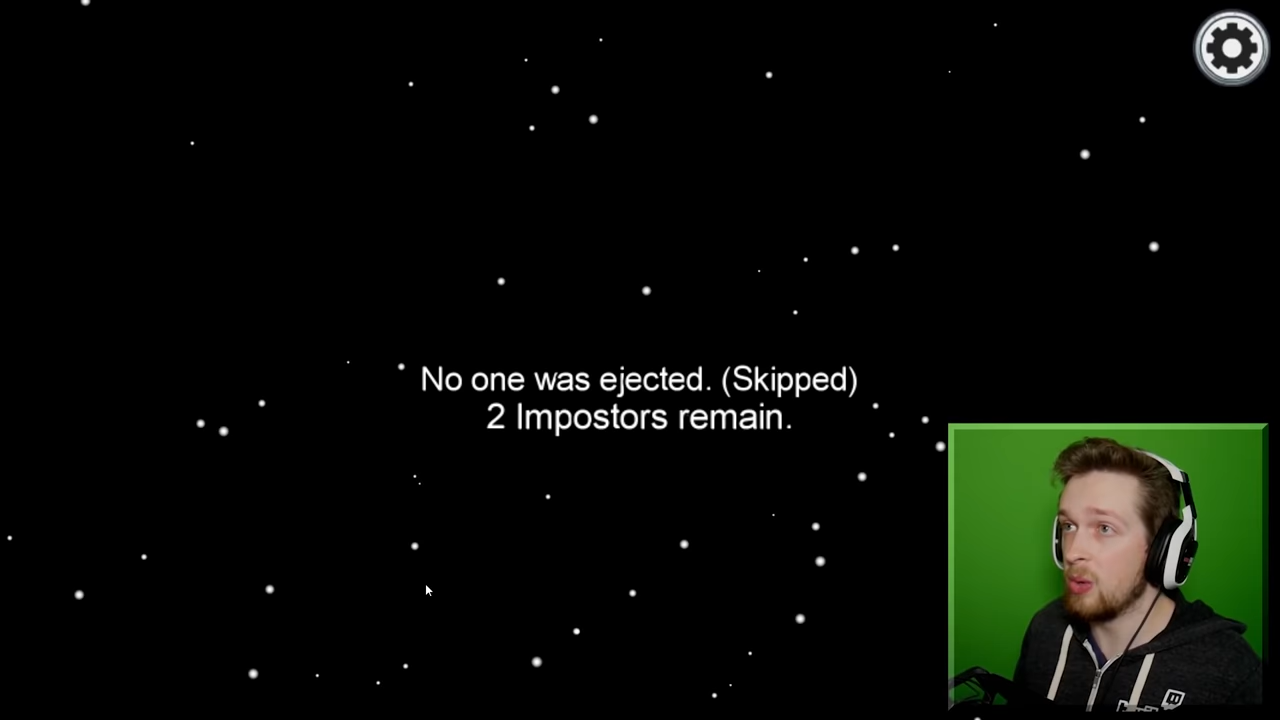 No one was ejected. (Skipped)
2 Impostors remain.